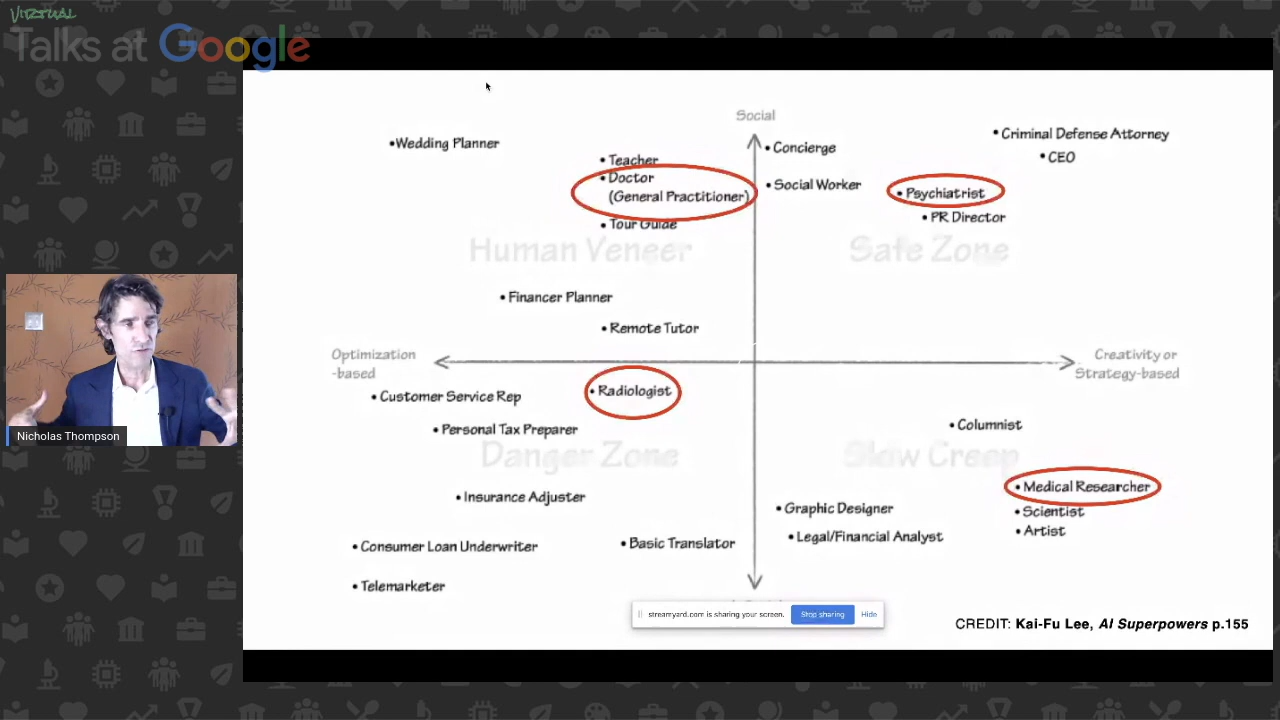 VIRTUAL
Talks at Google
Social
•Wedding Planner
• Teacher
• Doctor
(General Practitioner)
• Tour Guide
• Concierge
• Social Worker
• Criminal Defense Attorney
• CEO
• Psychiatrist
• PR Director
Human Veneer
Safe Zone
• Financer Planner
• Remote Tutor
Optimization
-based
Creativity or
Strategy-based
• Customer Service Rep
• Radiologist
• Personal Tax Preparer
Danger Zone
• Insurance Adjuster
• Consumer Loan Underwriter
• Basic Translator
• Telemarketer
• Columnist
Slow Creep
• Medical Researcher
• Scientist
• Artist
• Graphic Designer
• Legal/Financial Analyst
Nicholas Thompson
streamyard.com is sharing your screen.
Stop sharing
Hide
CREDIT: Kai-Fu Lee, AI Superpowers p.155